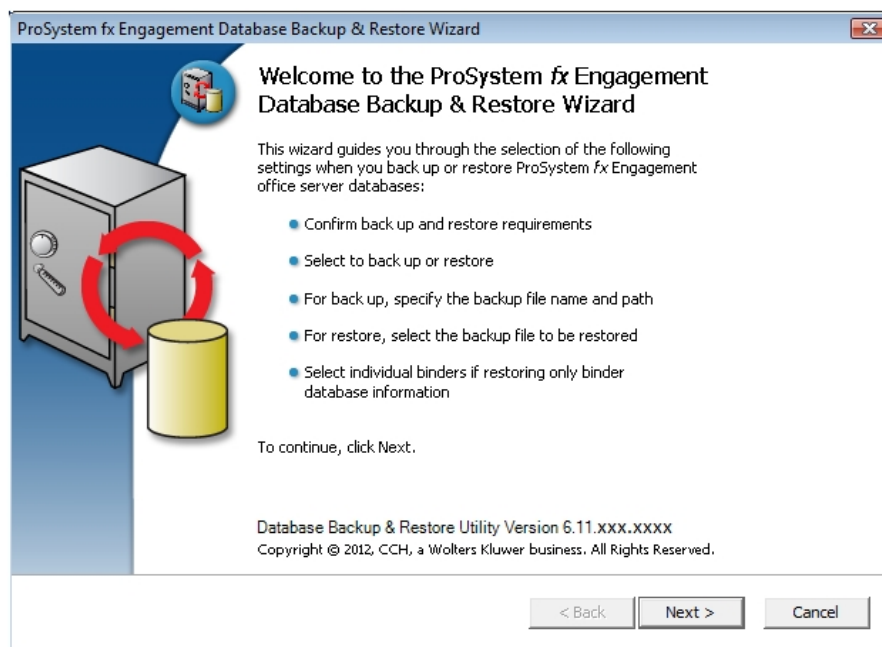 ProSystem fx Engagement Database Backup & Restore Wizard
Welcome to the ProSystem fx Engagement
Database Backup & Restore Wizard
This wizard guides you through the selection of the following
settings when you back up or restore ProSystem fx Engagement
office server databases:
Confirm back up and restore requirements
Select to back up or restore
For back up, specify the backup file name and path
For restore, select the backup file to be restored
Select individual binders if restoring only binder
database information
To continue, click Next.
Database Backup & Restore Utility Version 6.11.xxx.xxxx
Copyright © 2012, CCH, a Wolters Kluwer business. All Rights Reserved.
< Back Next > Cancel